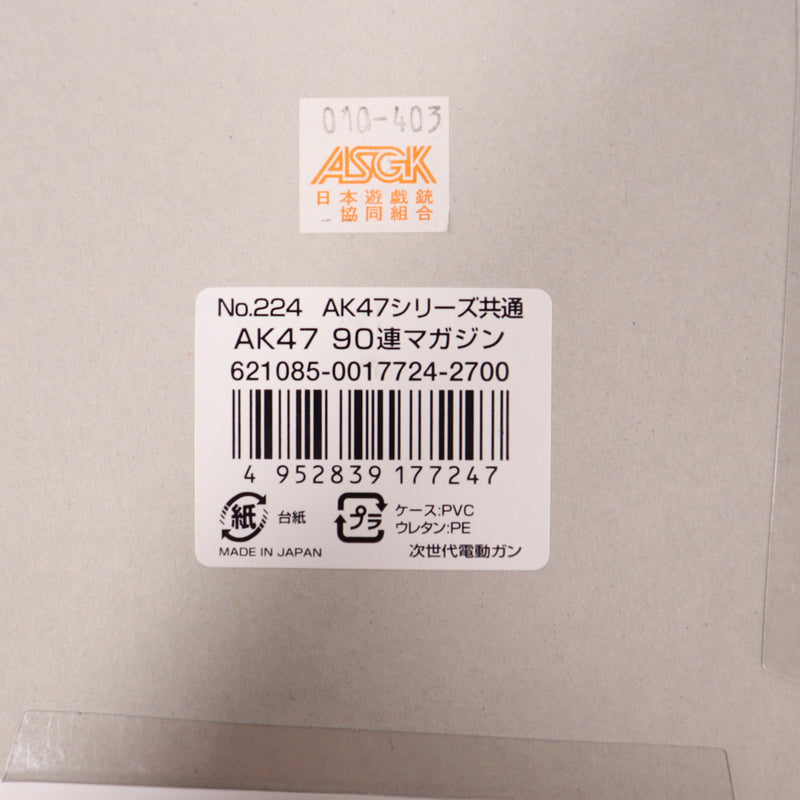 010-403
ASGK
日本遊戯銃
協同組合
No.224 AK47シリーズ共通
AK47 90連マガジン
621085-0017724-2700
4 952839 177247
紙 台紙
プラ ケース:PVC
ウレタン:PE
MADE IN JAPAN 次世代電動ガン